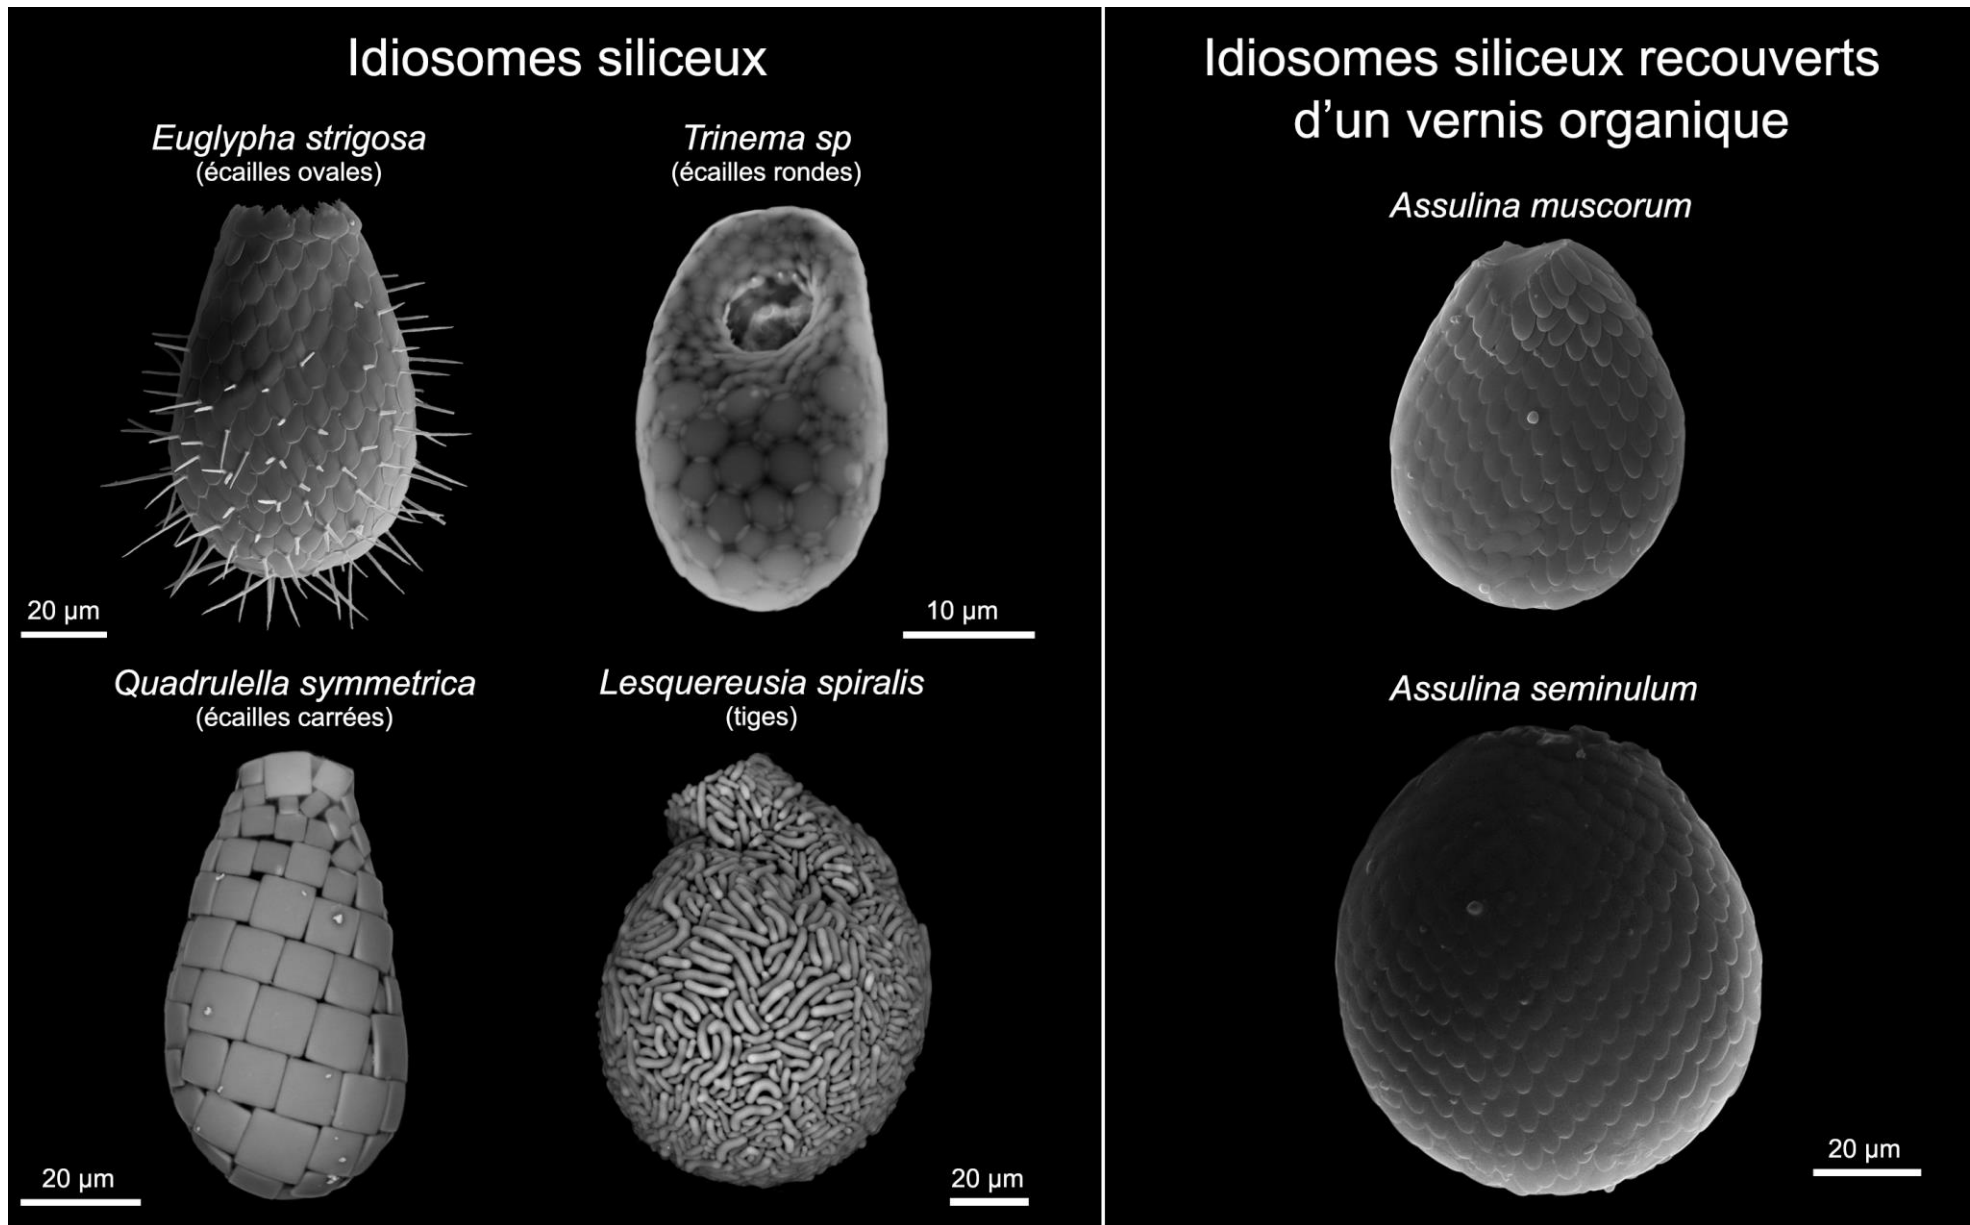 Idiosomes siliceux
Euglypha strigosa
(écailles ovales)
Trinema sp
(écailles rondes)
20 µm
10 µm
Quadrulella symmetrica
(écailles carrées)
Lesquereusia spiralis
(tiges)
20 µm
20 µm
Idiosomes siliceux recouverts
d’un vernis organique
Assulina muscorum
Assulina seminulum
20 µm